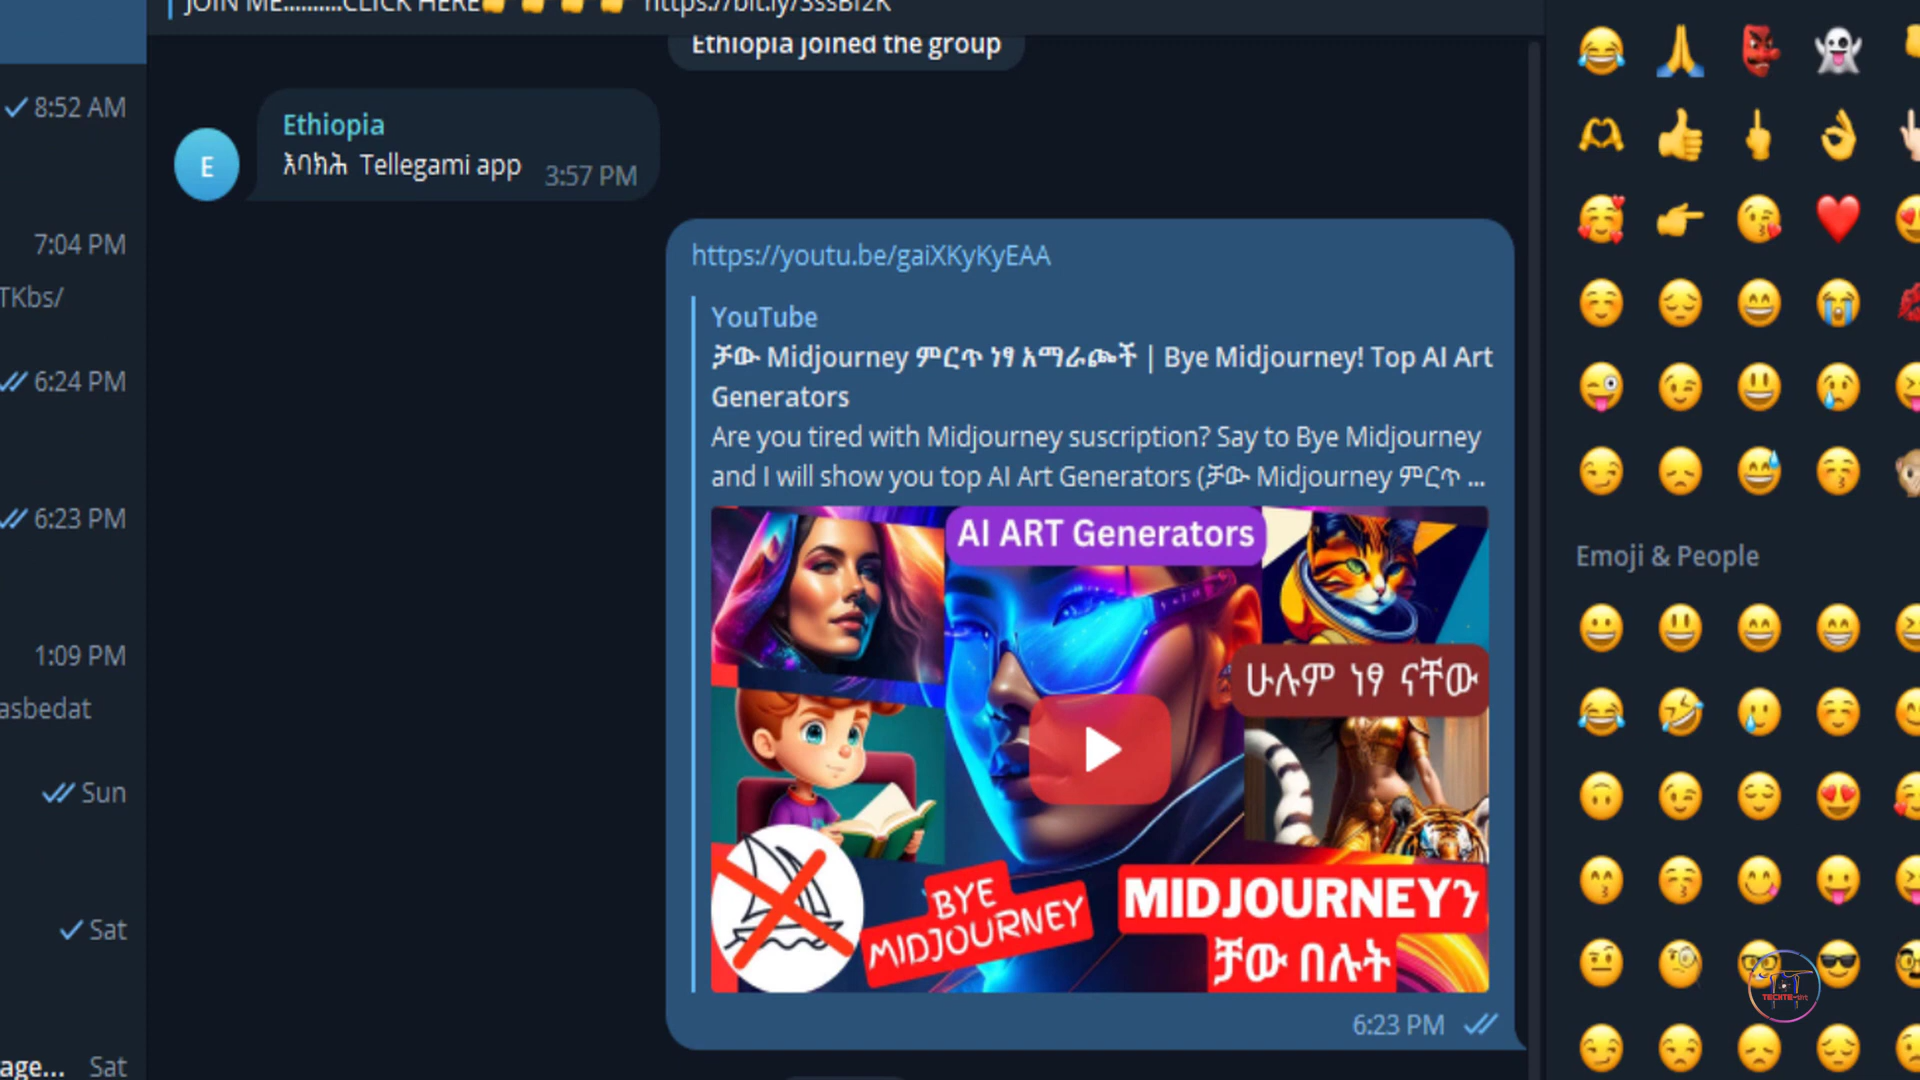 JOIN ME..........CLICK HERE👉👉👉👉 https://bit.ly/3ssBI2K
Ethiopia joined the group
8:52 AM
Ethiopia
E
እባክሕ Tellegami app 3:57 PM
7:04 PM
TKbs/
6:24 PM
6:23 PM
1:09 PM
asbedat
Sun
Sat
age... Sat
https://youtu.be/gaiXKyKyEAA
YouTube
ቻው Midjourney ምርጥ ነፃ አማራጮች | Bye Midjourney! Top AI Art
Generators
Are you tired with Midjourney suscription? Say to Bye Midjourney
and I will show you top AI Art Generators (ቻው Midjourney ምርጥ ...
AI ART Generators
ሁሉም ነፃ ናቸው
BYE
MIDJOURNEY
MIDJOURNEYን
ቻው በሉት
6:23 PM
Emoji & People